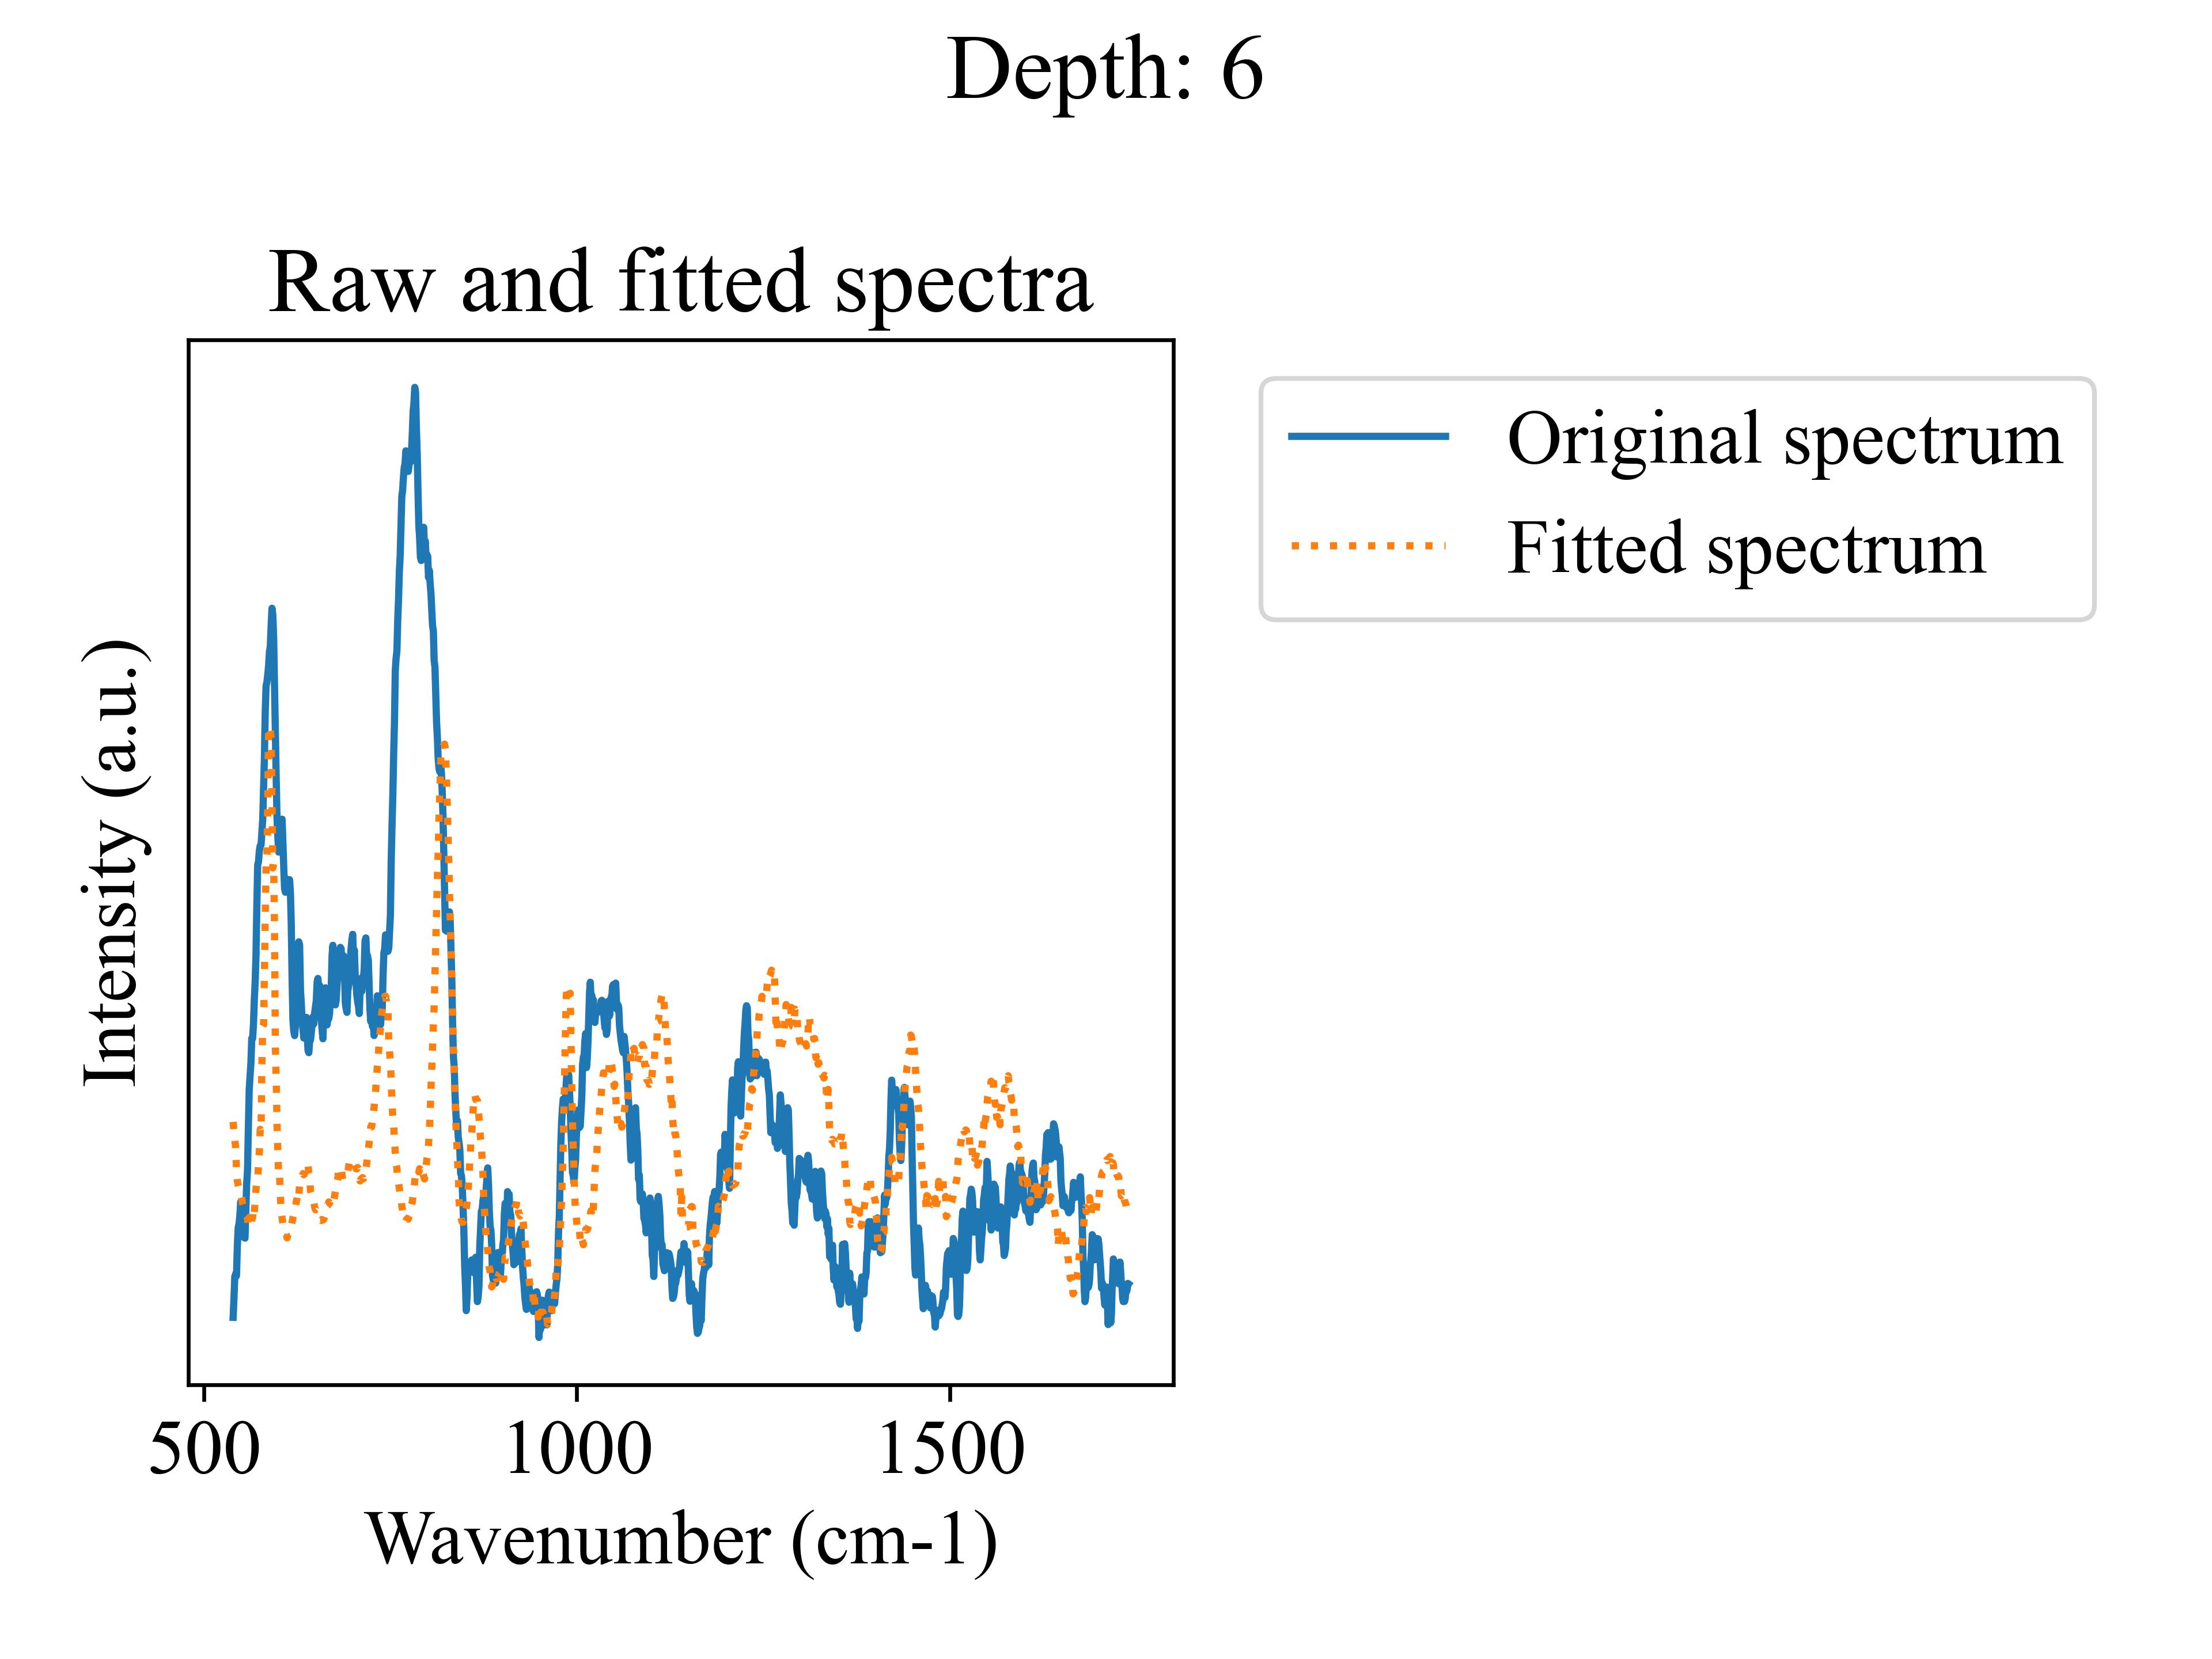 Depth: 6
Raw and fitted spectra
Original spectrum
Fitted spectrum
Intensity (a.u.)
500 1000 1500
Wavenumber (cm-1)